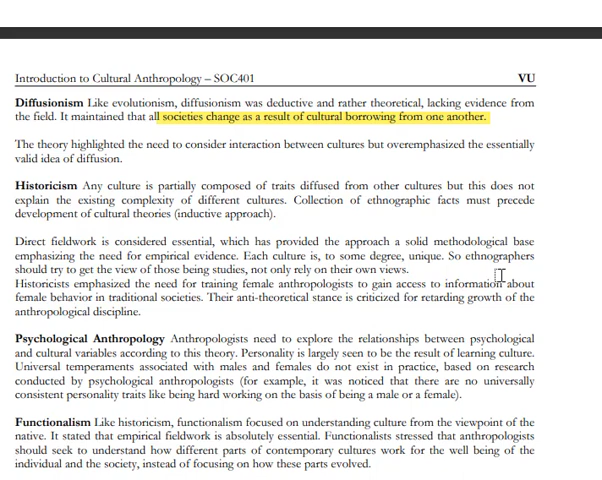 Introduction to Cultural Anthropology – SOC401 VU
Diffusionism Like evolutionism, diffusionism was deductive and rather theoretical, lacking evidence from
the field. It maintained that all societies change as a result of cultural borrowing from one another.
The theory highlighted the need to consider interaction between cultures but overemphasized the essentially
valid idea of diffusion.
Historicism Any culture is partially composed of traits diffused from other cultures but this does not
explain the existing complexity of different cultures. Collection of ethnographic facts must precede
development of cultural theories (inductive approach).
Direct fieldwork is considered essential, which has provided the approach a solid methodological base
emphasizing the need for empirical evidence. Each culture is, to some degree, unique. So ethnographers
should try to get the view of those being studies, not only rely on their own views.
Historicists emphasized the need for training female anthropologists to gain access to information about
female behavior in traditional societies. Their anti-theoretical stance is criticized for retarding growth of the
anthropological discipline.
Psychological Anthropology Anthropologists need to explore the relationships between psychological
and cultural variables according to this theory. Personality is largely seen to be the result of learning culture.
Universal temperaments associated with males and females do not exist in practice, based on research
conducted by psychological anthropologists (for example, it was noticed that there are no universally
consistent personality traits like being hard working on the basis of being a male or a female).
Functionalism Like historicism, functionalism focused on understanding culture from the viewpoint of the
native. It stated that empirical fieldwork is absolutely essential. Functionalists stressed that anthropologists
should seek to understand how different parts of contemporary cultures work for the well being of the
individual and the society, instead of focusing on how these parts evolved.